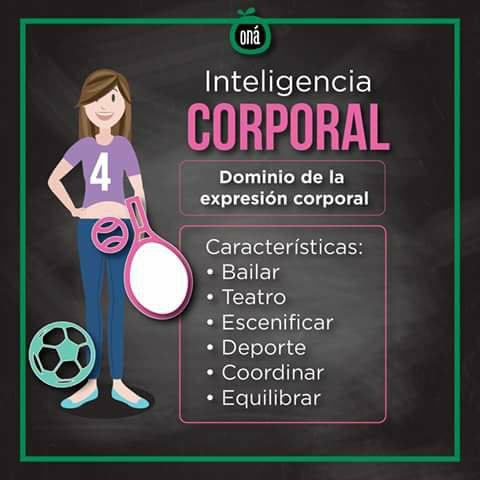 oná
Inteligencia
CORPORAL
Dominio de la
expresión corporal
4
Características:
• Bailar
• Teatro
• Escenificar
• Deporte
• Coordinar
• Equilibrar